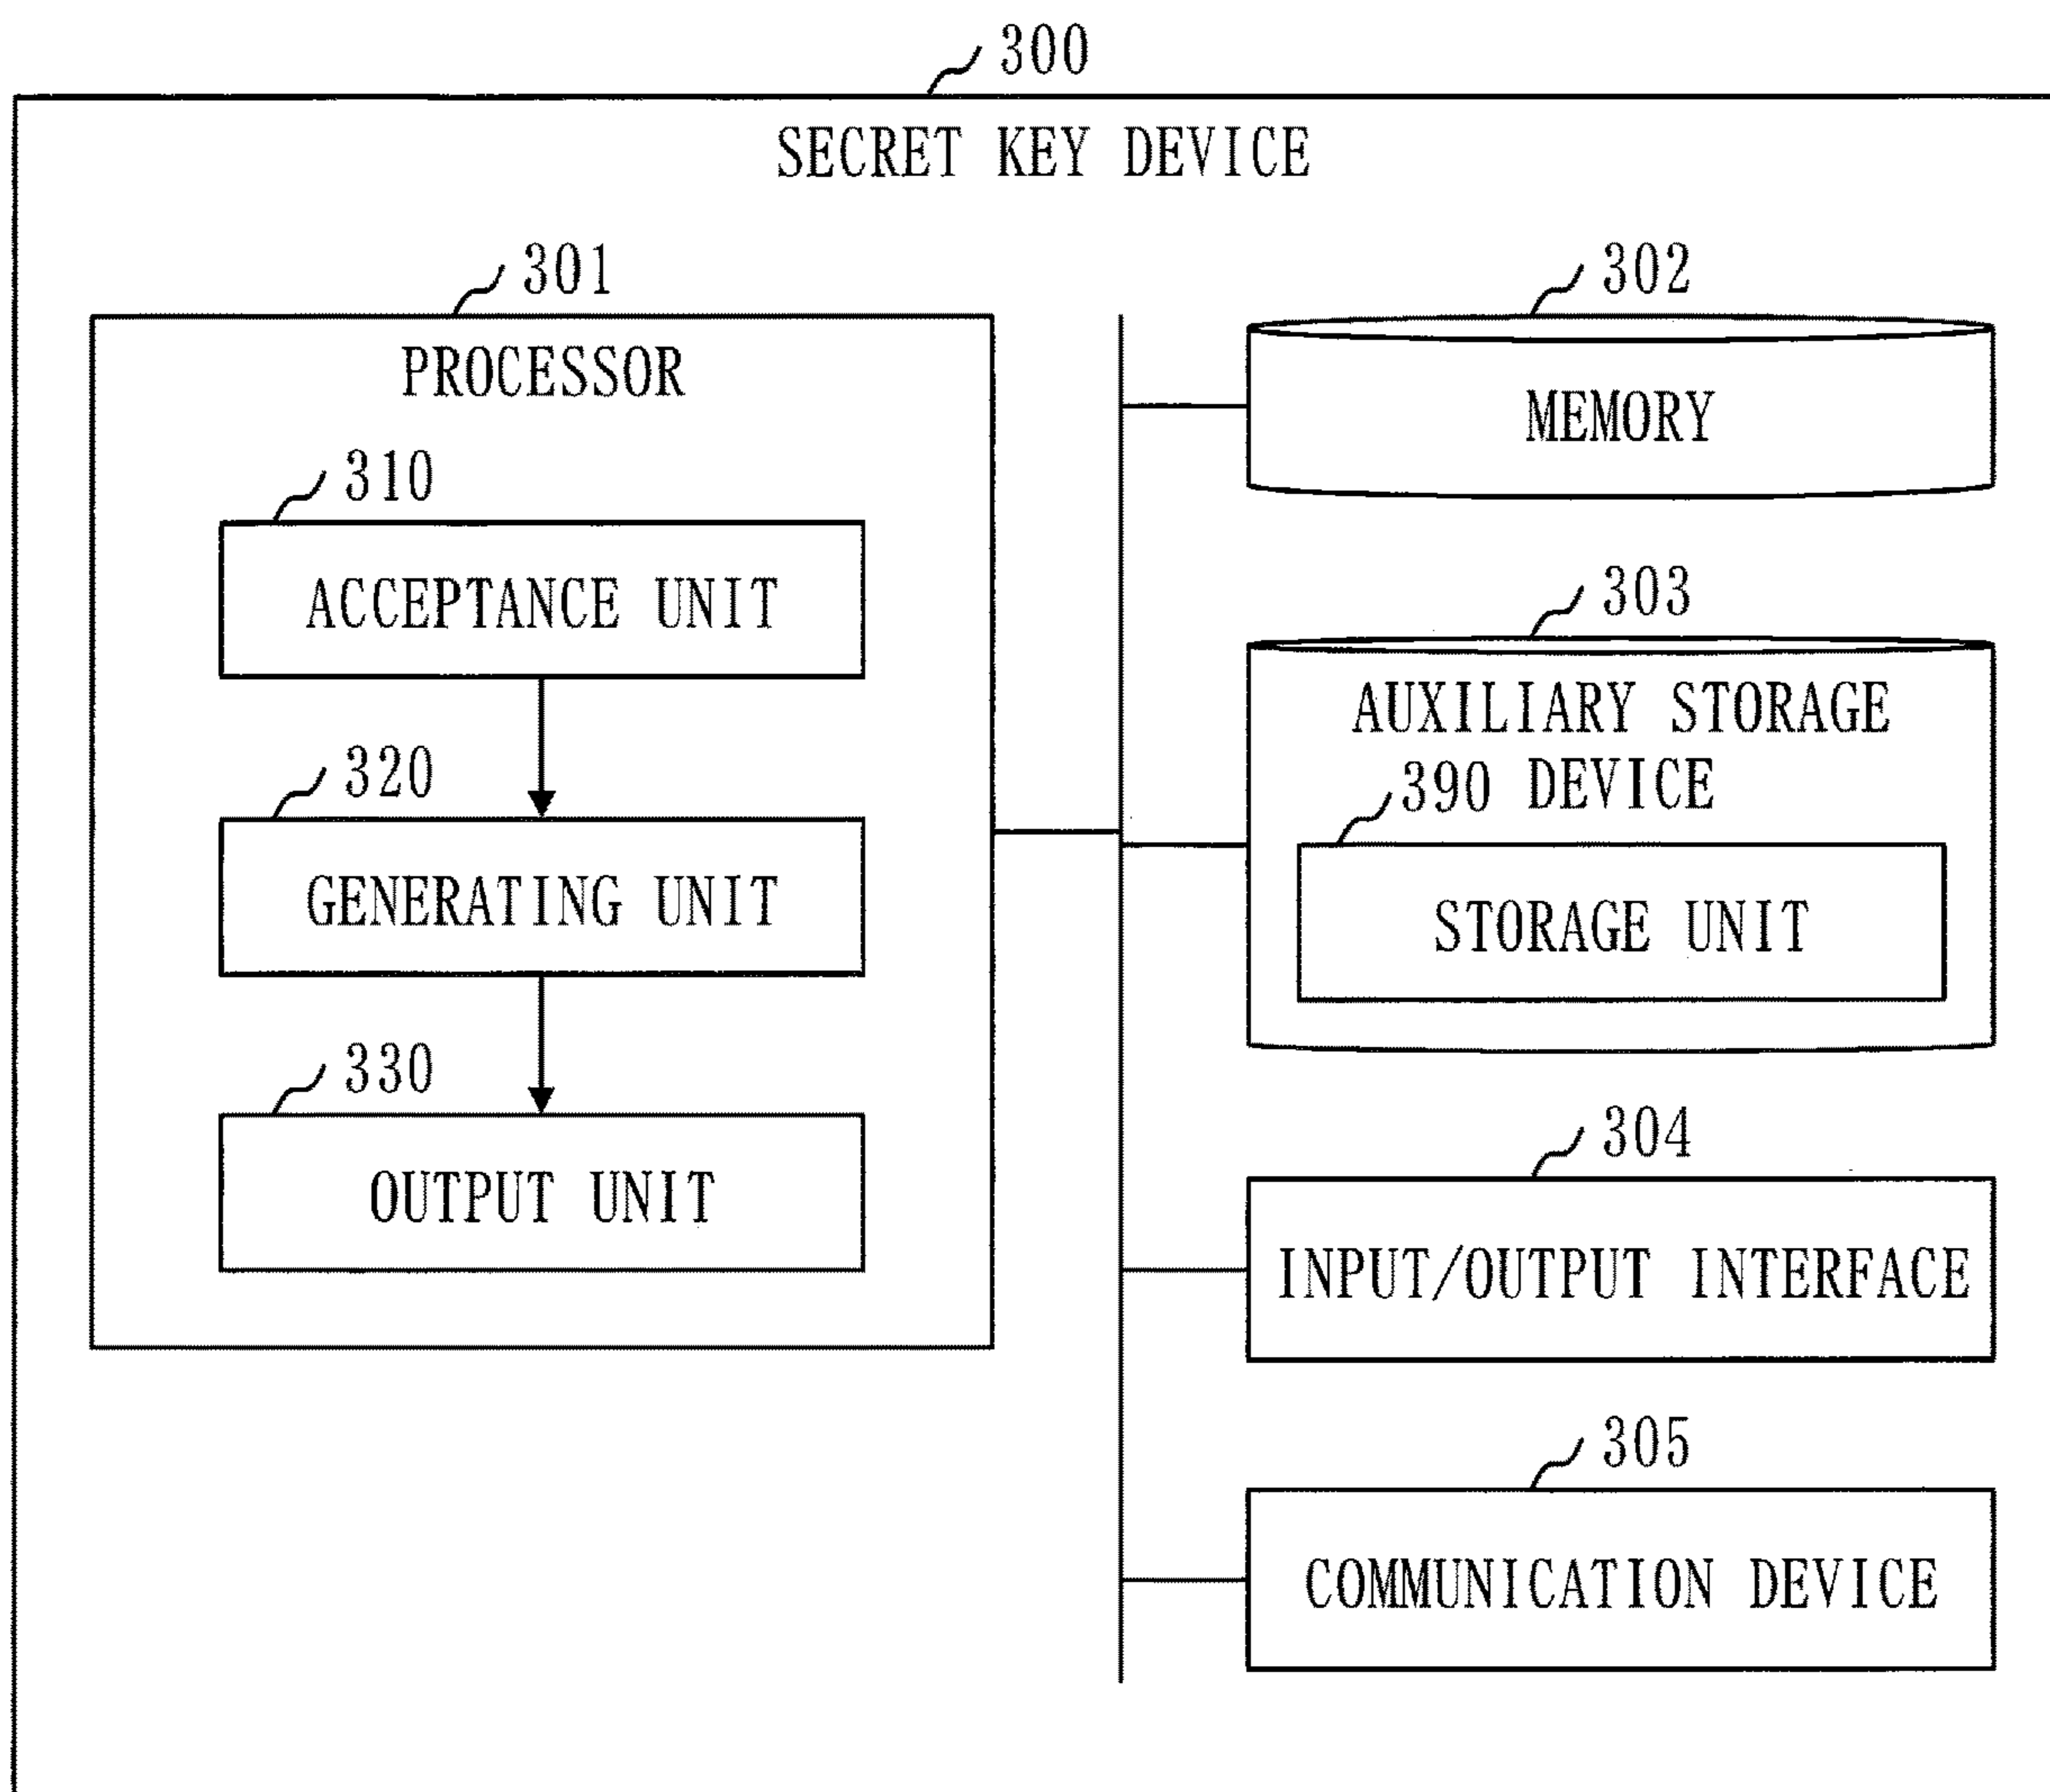 300
SECRET KEY DEVICE
301
PROCESSOR
310
ACCEPTANCE UNIT
320
GENERATING UNIT
330
OUTPUT UNIT
302
MEMORY
303
AUXILIARY STORAGE
DEVICE
390
STORAGE UNIT
304
INPUT/OUTPUT INTERFACE
305
COMMUNICATION DEVICE